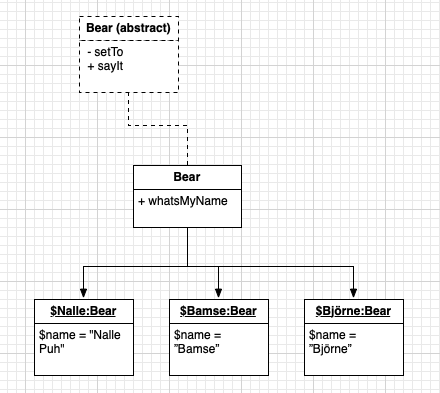 Bear (abstract)
- setTo
+ sayIt
Bear
+ whatsMyName
$Nalle:Bear
$name = "Nalle
Puh"
$Bamse:Bear
$name =
”Bamse”
$Björne:Bear
$name =
”Björne”